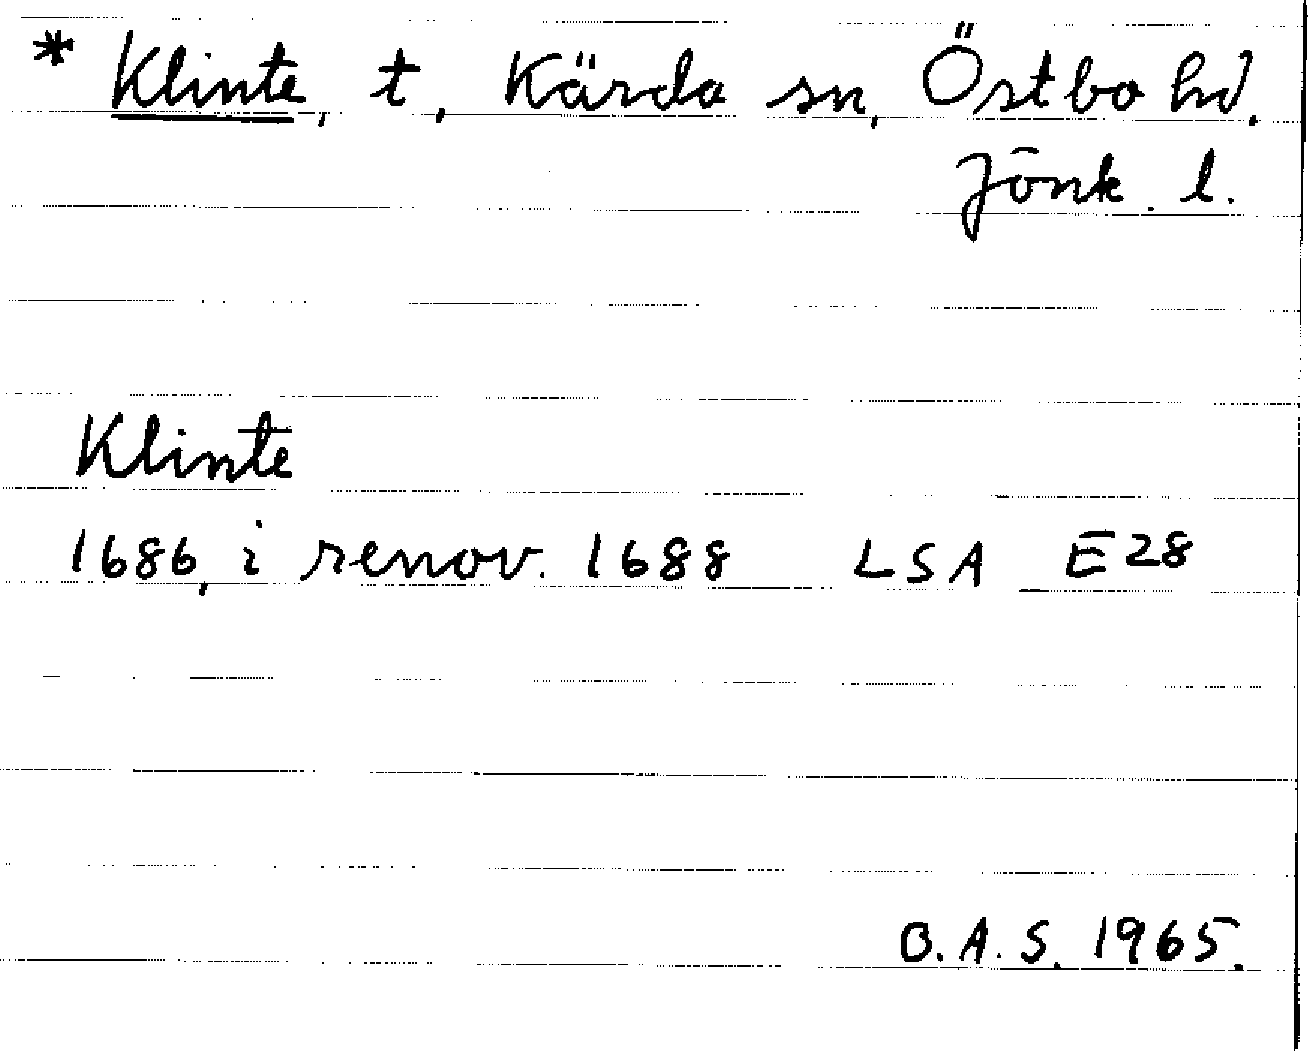 * Klinte, t, Kärda sn, Östbo hd.
Jönk. l.
Klinte
1686, i renov. 1688 LSA E28
B.A.S. 1965.